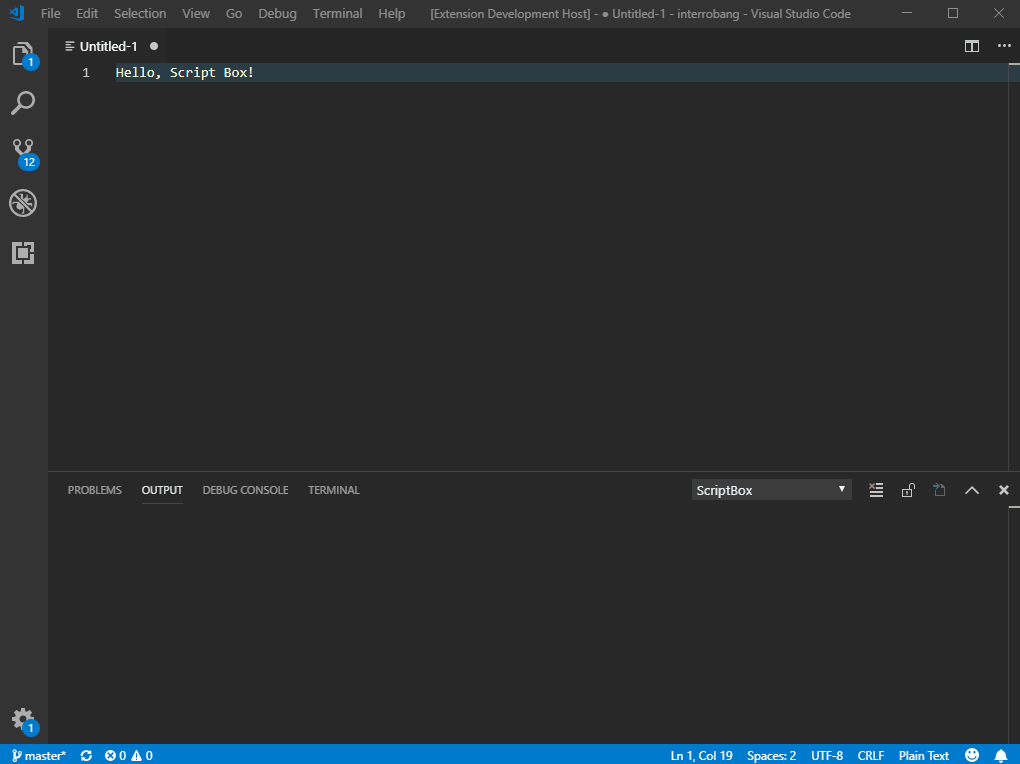 File Edit Selection View Go Debug Terminal Help [Extension Development Host] - ● Untitled-1 - interrobang - Visual Studio Code
Untitled-1 ●
1
1 Hello, Script Box!
12
PROBLEMS OUTPUT DEBUG CONSOLE TERMINAL ScriptBox
1
master* 0 0 Ln 1, Col 19 Spaces: 2 UTF-8 CRLF Plain Text